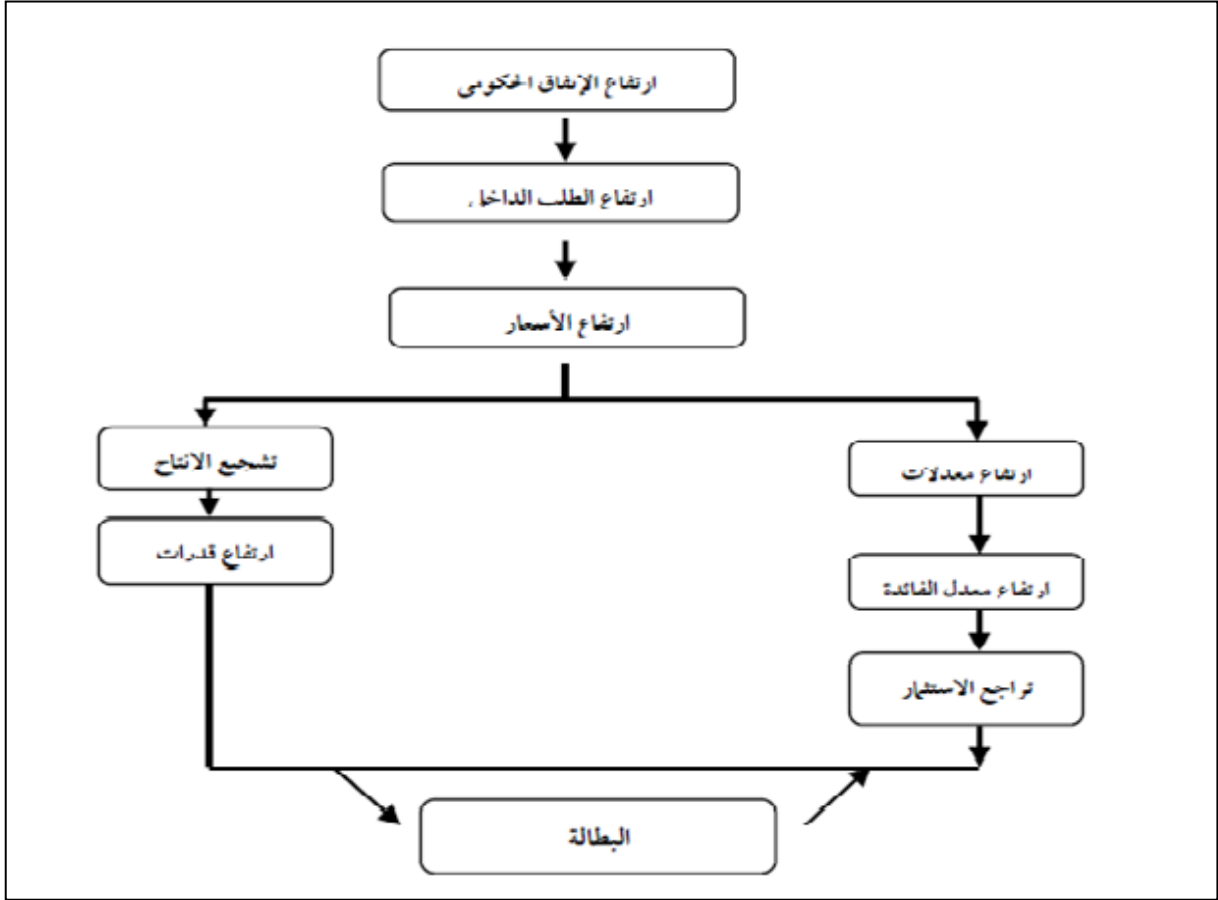 ارتفاع الإنفاق الحكومي
ارتفاع الطلب الداخلي
ارتفاع الأسعار
تشجيع الانتاج
ارتفاع معدلات
ارتفاع قدرات
ارتفاع معدل الفائدة
تراجع الاستثمار
البطالة